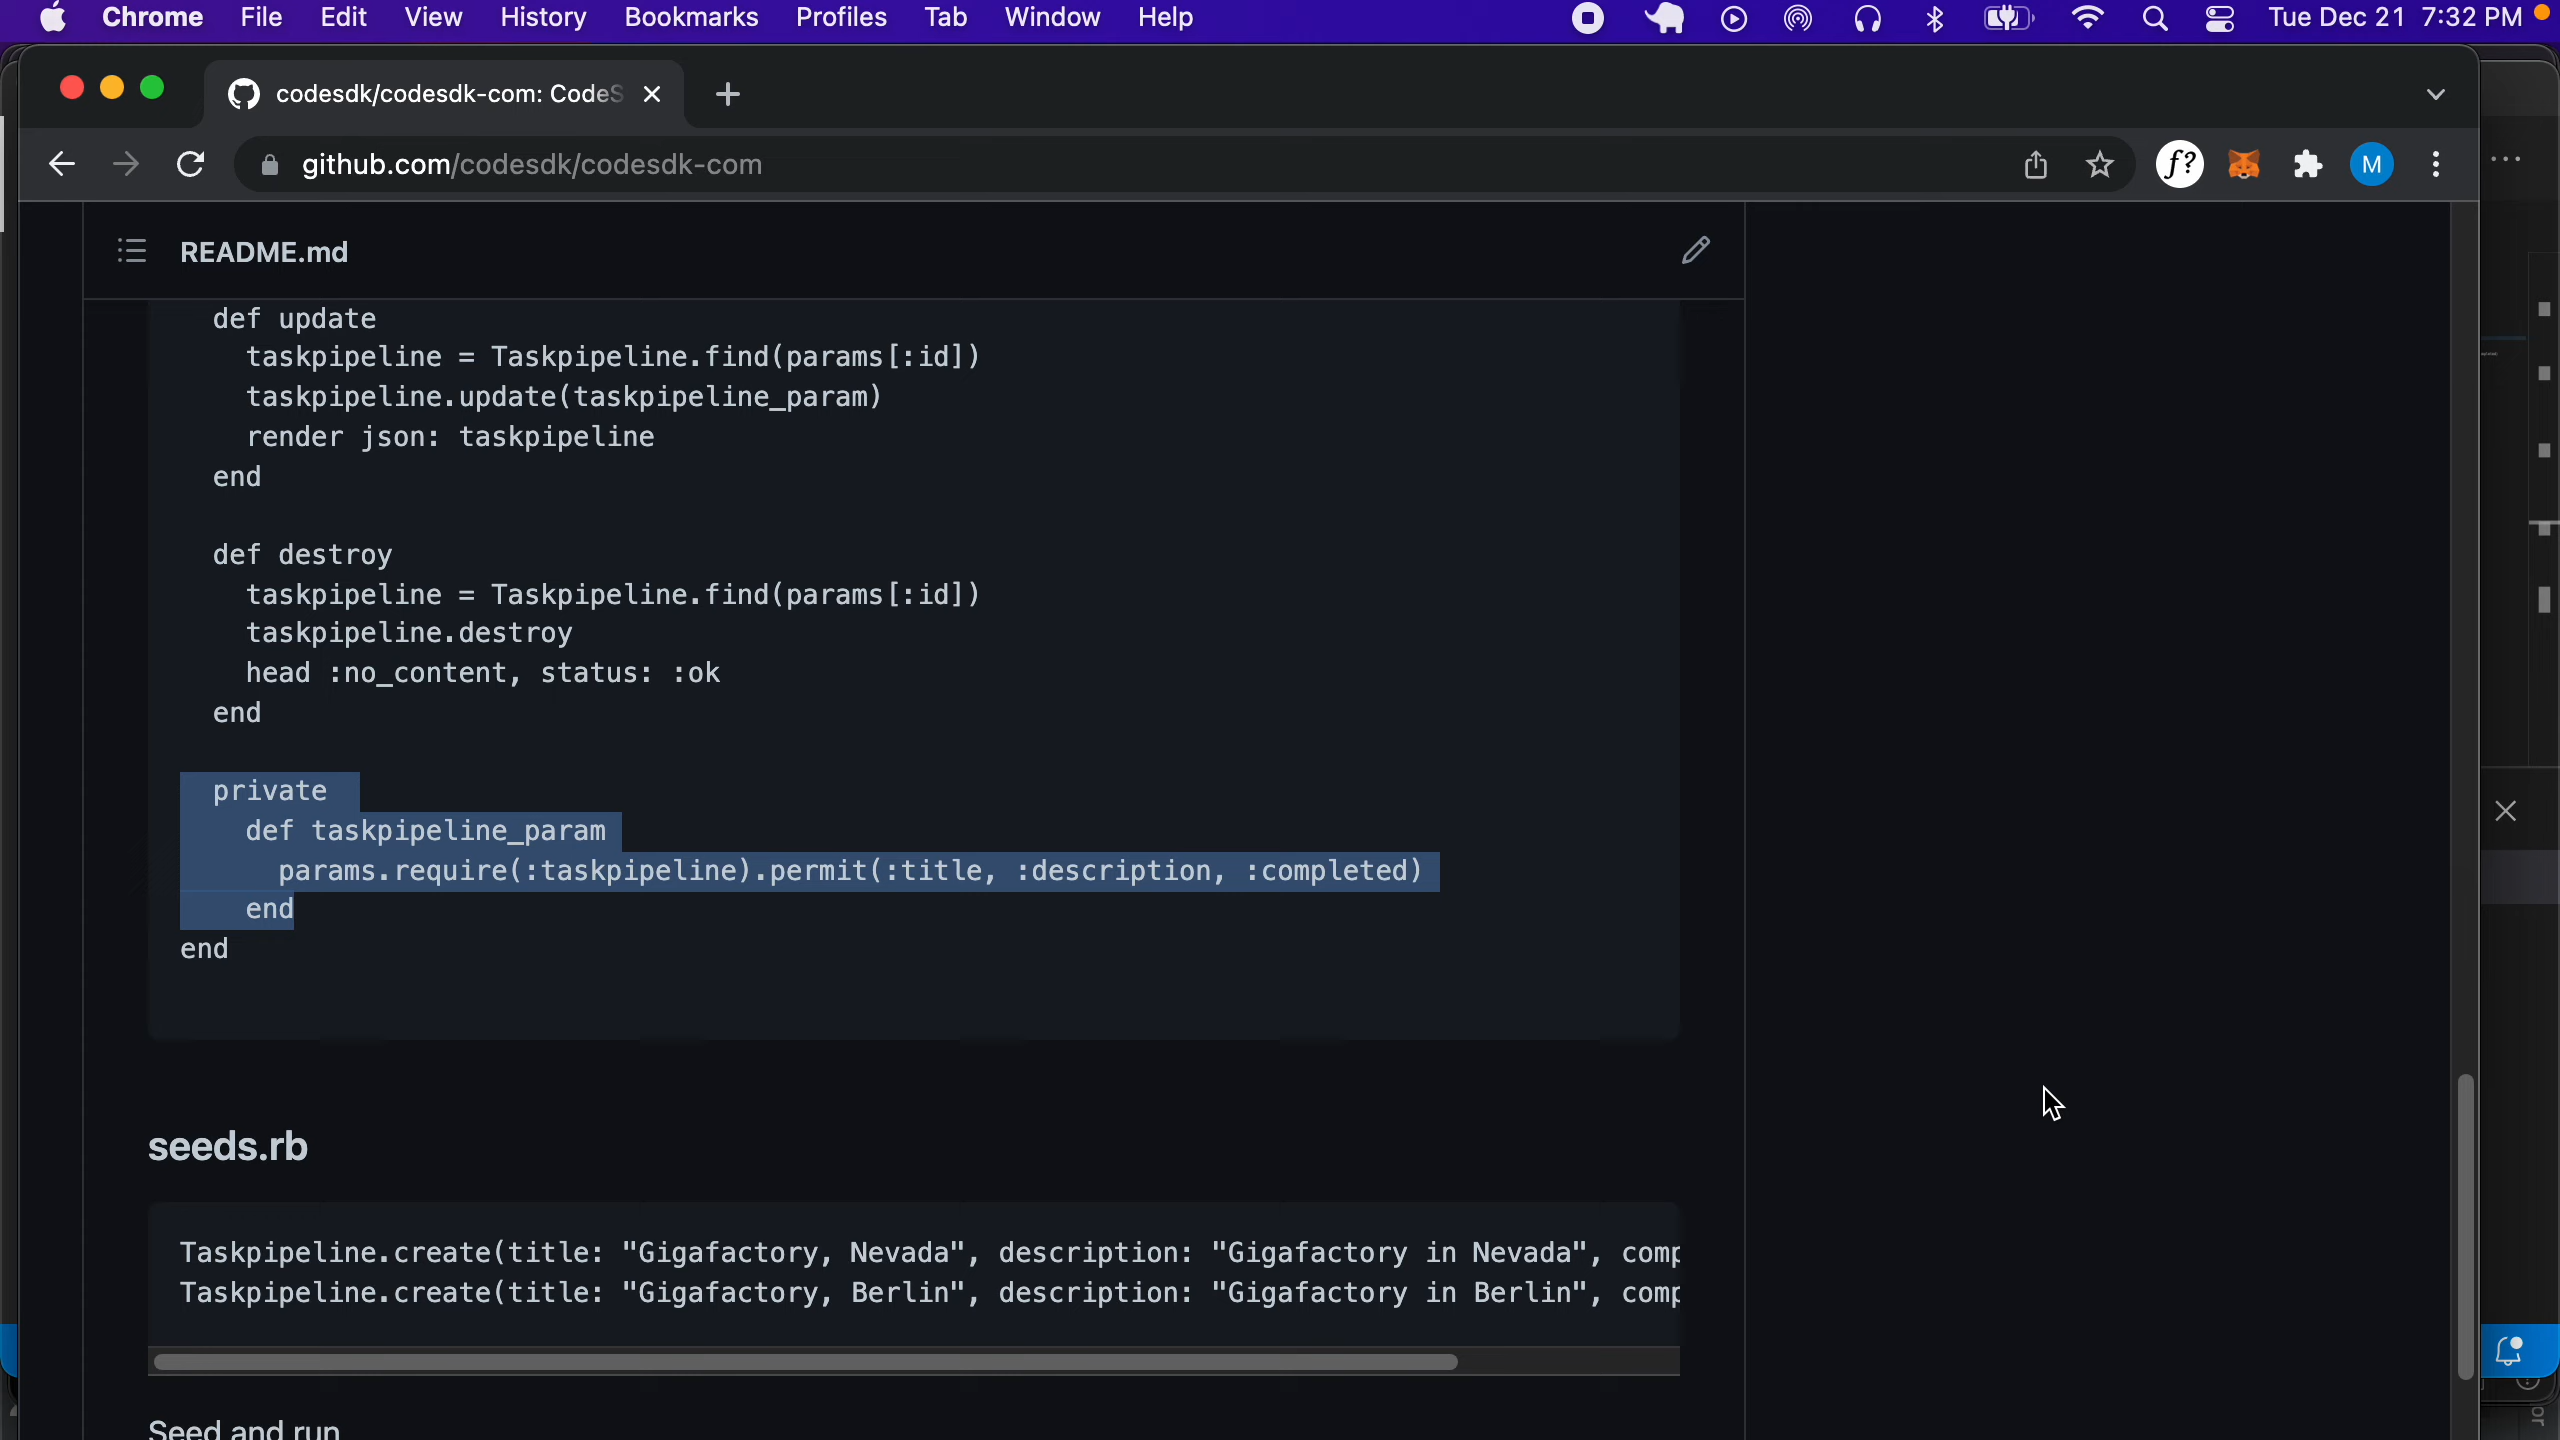 Chrome File Edit View History Bookmarks Profiles Tab Window Help Tue Dec 21 7:32 PM
codesdk/codesdk-com: CodeS
github.com/codesdk/codesdk-com
f?
M
README.md
def update
taskpipeline = Taskpipeline.find(params[:id])
taskpipeline.update(taskpipeline_param)
render json: taskpipeline
end
def destroy
taskpipeline = Taskpipeline.find(params[:id])
taskpipeline.destroy
head :no_content, status: :ok
end
private
def taskpipeline_param
params.require(:taskpipeline).permit(:title, :description, :completed)
end
end
seeds.rb
Taskpipeline.create(title: "Gigafactory, Nevada", description: "Gigafactory in Nevada", comp
Taskpipeline.create(title: "Gigafactory, Berlin", description: "Gigafactory in Berlin", comp
Seed and run
or